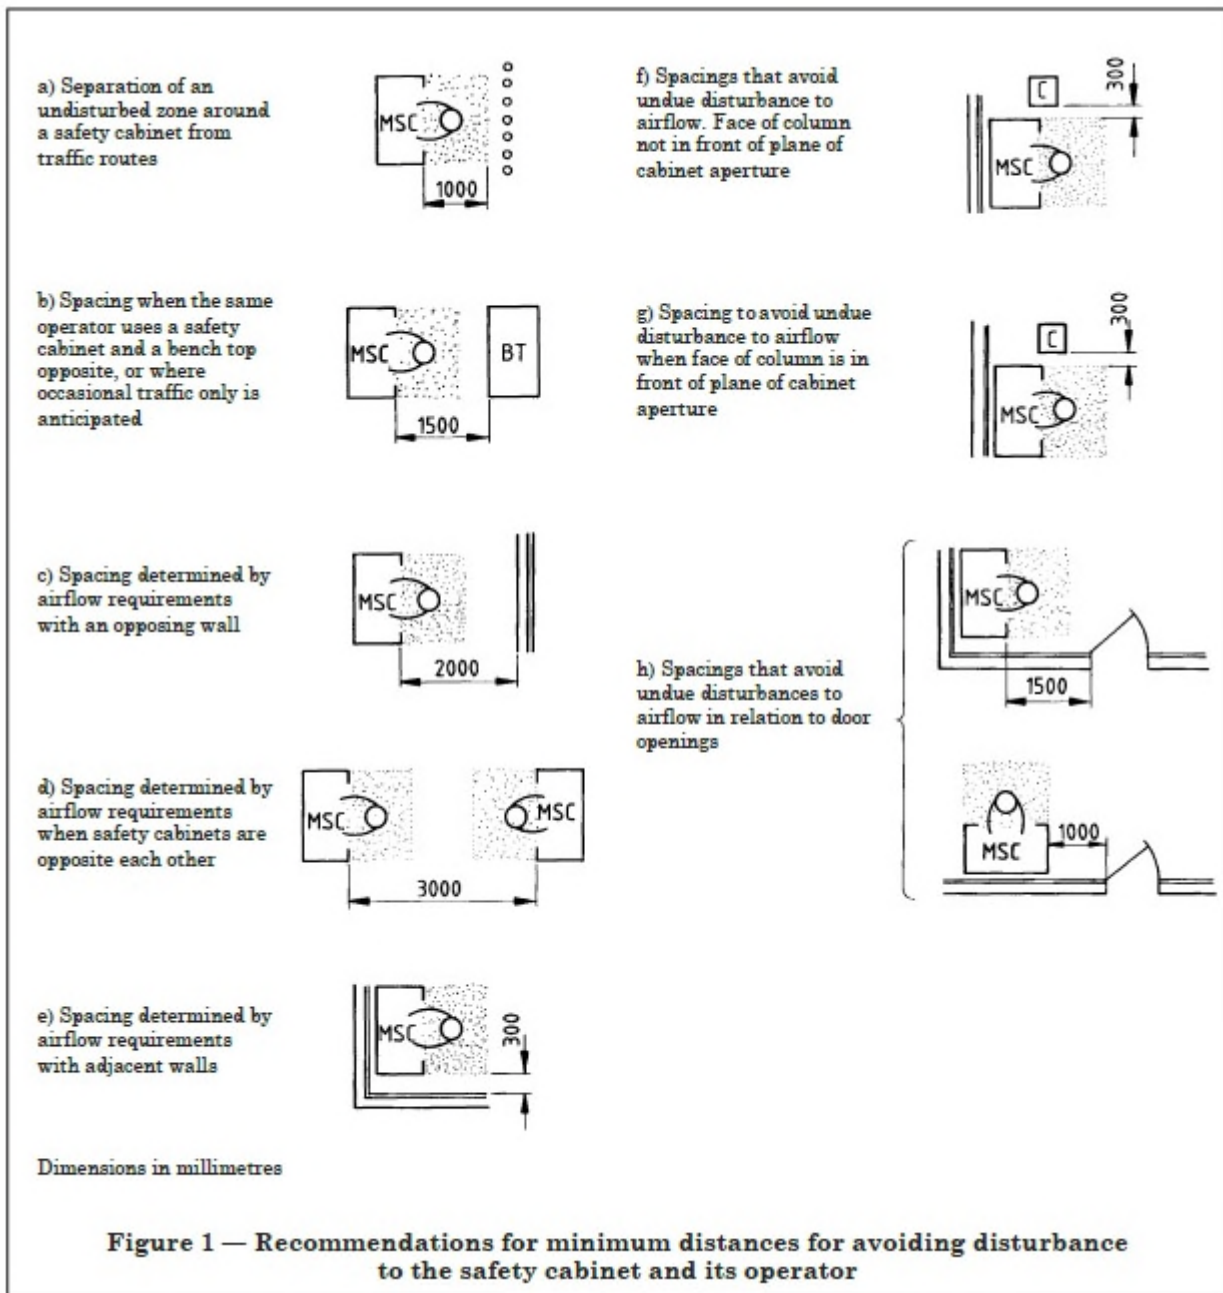 a) Separation of an
undisturbed zone around
a safety cabinet from
traffic routes
MSC
1000
b) Spacing when the same
operator uses a safety
cabinet and a bench top
opposite, or where
occasional traffic only is
anticipated
MSC
BT
1500
c) Spacing determined by
airflow requirements
with an opposing wall
MSC
2000
d) Spacing determined by
airflow requirements
when safety cabinets are
opposite each other
MSC
MSC
3000
e) Spacing determined by
airflow requirements
with adjacent walls
MSC
300
Dimensions in millimetres
f) Spacings that avoid
undue disturbance to
airflow. Face of column
not in front of plane of
cabinet aperture
C
300
MSC
g) Spacing to avoid undue
disturbance to airflow
when face of column is in
front of plane of cabinet
aperture
C
300
MSC
h) Spacings that avoid
undue disturbances to
airflow in relation to door
openings
MSC
1500
MSC
1000
Figure 1 — Recommendations for minimum distances for avoiding disturbance
to the safety cabinet and its operator